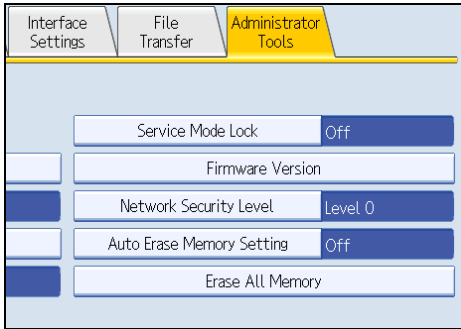 Interface
Settings
File
Transfer
Administrator
Tools
Service Mode Lock Off
Firmware Version
Network Security Level Level 0
Auto Erase Memory Setting Off
Erase All Memory